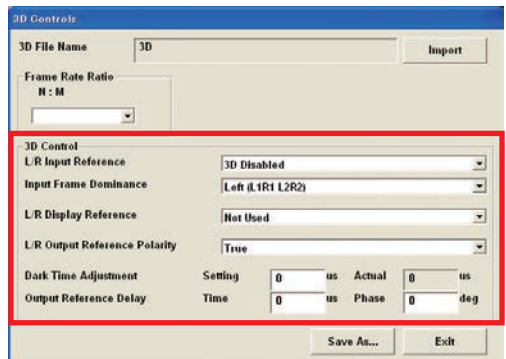 3D Controls
3D File Name 3D Import
Frame Rate Ratio
N : M
3D Control
L/R Input Reference 3D Disabled
Input Frame Dominance Left (L1R1 L2R2)
L/R Display Reference Not Used
L/R Output Reference Polarity True
Dark Time Adjustment Setting 0 us Actual 0 us
Output Reference Delay Time 0 us Phase 0 deg
Save As... Exit